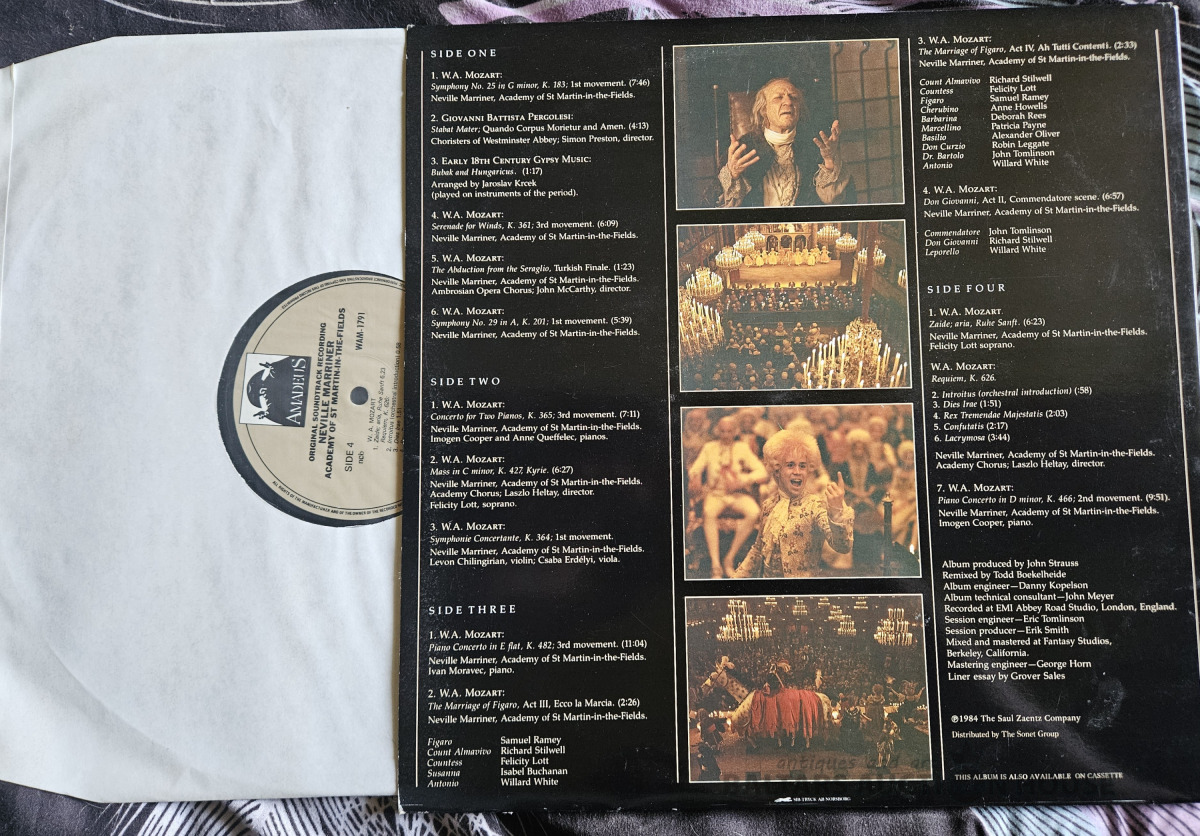 AMADEUS
ORIGINAL SOUNDTRACK RECORDING
NEVILLE MARRINER
ACADEMY OF ST MARTIN-IN-THE-FIELDS
SIDE 4
WAM-1791
ncb
W. A. MOZART
1. Zaide; aria, Ruhe Sanft 6.23
Requiem, K. 626:
SIDE ONE
1. W.A. MOZART:
Symphony No. 25 in G minor, K. 183; 1st movement. (7:46)
Neville Marriner, Academy of St Martin-in-the-Fields.
2. GIOVANNI BATTISTA PERGOLESI:
Stabat Mater; Quando Corpus Morietur and Amen. (4:13)
Choristers of Westminster Abbey; Simon Preston, director.
3. EARLY 18TH CENTURY GYPSY MUSIC:
Bubak and Hungaricus. (1:17)
Arranged by Jaroslav Krcek
(played on instruments of the period).
4. W.A. MOZART:
Serenade for Winds, K. 361; 3rd movement. (6:09)
Neville Marriner, Academy of St Martin-in-the-Fields.
5. W.A. MOZART:
The Abduction from the Seraglio, Turkish Finale. (1:23)
Neville Marriner, Academy of St Martin-in-the-Fields.
Ambrosian Opera Chorus; John McCarthy, director.
6. W.A. MOZART:
Symphony No. 29 in A, K. 201; 1st movement. (5:39)
Neville Marriner, Academy of St Martin-in-the-Fields.
SIDE TWO
1. W.A. MOZART:
Concerto for Two Pianos, K. 365; 3rd movement. (7:11)
Neville Marriner, Academy of St Martin-in-the-Fields.
Imogen Cooper and Anne Queffelec, pianos.
2. W.A. MOZART:
Mass in C minor, K. 427, Kyrie. (6:27)
Neville Marriner, Academy of St Martin-in-the-Fields.
Academy Chorus; Laszlo Heltay, director.
Felicity Lott, soprano.
3. W.A. MOZART:
Symphonie Concertante, K. 364; 1st movement.
Neville Marriner, Academy of St Martin-in-the-Fields.
Levon Chilingirian, violin; Csaba Erdélyi, viola.
SIDE THREE
1. W.A. MOZART:
Piano Concerto in E flat, K. 482; 3rd movement. (11:04)
Neville Marriner, Academy of St Martin-in-the-Fields.
Ivan Moravec, piano.
2. W.A. MOZART:
The Marriage of Figaro, Act III, Ecco la Marcia. (2:26)
Neville Marriner, Academy of St Martin-in-the-Fields.
Figaro Samuel Ramey
Count Almavivo Richard Stilwell
Countess Felicity Lott
Susanna Isabel Buchanan
Antonio Willard White
3. W.A. MOZART:
The Marriage of Figaro, Act IV, Ah Tutti Contenti. (2:33)
Neville Marriner, Academy of St Martin-in-the-Fields.
Count Almavivo Richard Stilwell
Countess Felicity Lott
Figaro Samuel Ramey
Cherubino Anne Howells
Barbarina Deborah Rees
Marcellino Patricia Payne
Basilio Alexander Oliver
Don Curzio Robin Leggate
Dr. Bartolo John Tomlinson
Antonio Willard White
4. W.A. MOZART:
Don Giovanni, Act II, Commendatore scene. (6:57)
Neville Marriner, Academy of St Martin-in-the-Fields.
Commendatore John Tomlinson
Don Giovanni Richard Stilwell
Leporello Willard White
SIDE FOUR
1. W.A. MOZART
Zaide; aria, Ruhe Sanft. (6:23)
Neville Marriner, Academy of St Martin-in-the-Fields.
Felicity Lott soprano.
W.A. MOZART:
Requiem, K. 626.
2. Introitus (orchestral introduction) (:58)
3. Dies Irae (1:51)
4. Rex Tremendae Majestatis (2:03)
5. Confutatis (2:17)
6. Lacrymosa (3:44)
Neville Marriner, Academy of St Martin-in-the-Fields.
Academy Chorus; Laszlo Heltay, director.
7. W.A. MOZART:
Piano Concerto in D minor, K. 466; 2nd movement. (9:51).
Neville Marriner, Academy of St Martin-in-the-Fields.
Imogen Cooper, piano.
Album produced by John Strauss
Remixed by Todd Boekelheide
Album engineer—Danny Kopelson
Album technical consultant—John Meyer
Recorded at EMI Abbey Road Studio, London, England.
Session engineer—Eric Tomlinson
Session producer—Erik Smith
Mixed and mastered at Fantasy Studios,
Berkeley, California.
Mastering engineer—George Horn
Liner essay by Grover Sales
℗1984 The Saul Zaentz Company
Distributed by The Sonet Group
THIS ALBUM IS ALSO AVAILABLE ON CASSETTE
antiques and